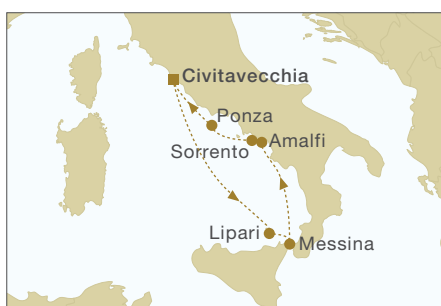 Civitavecchia
Ponza
Amalfi
Sorrento
Lipari
Messina